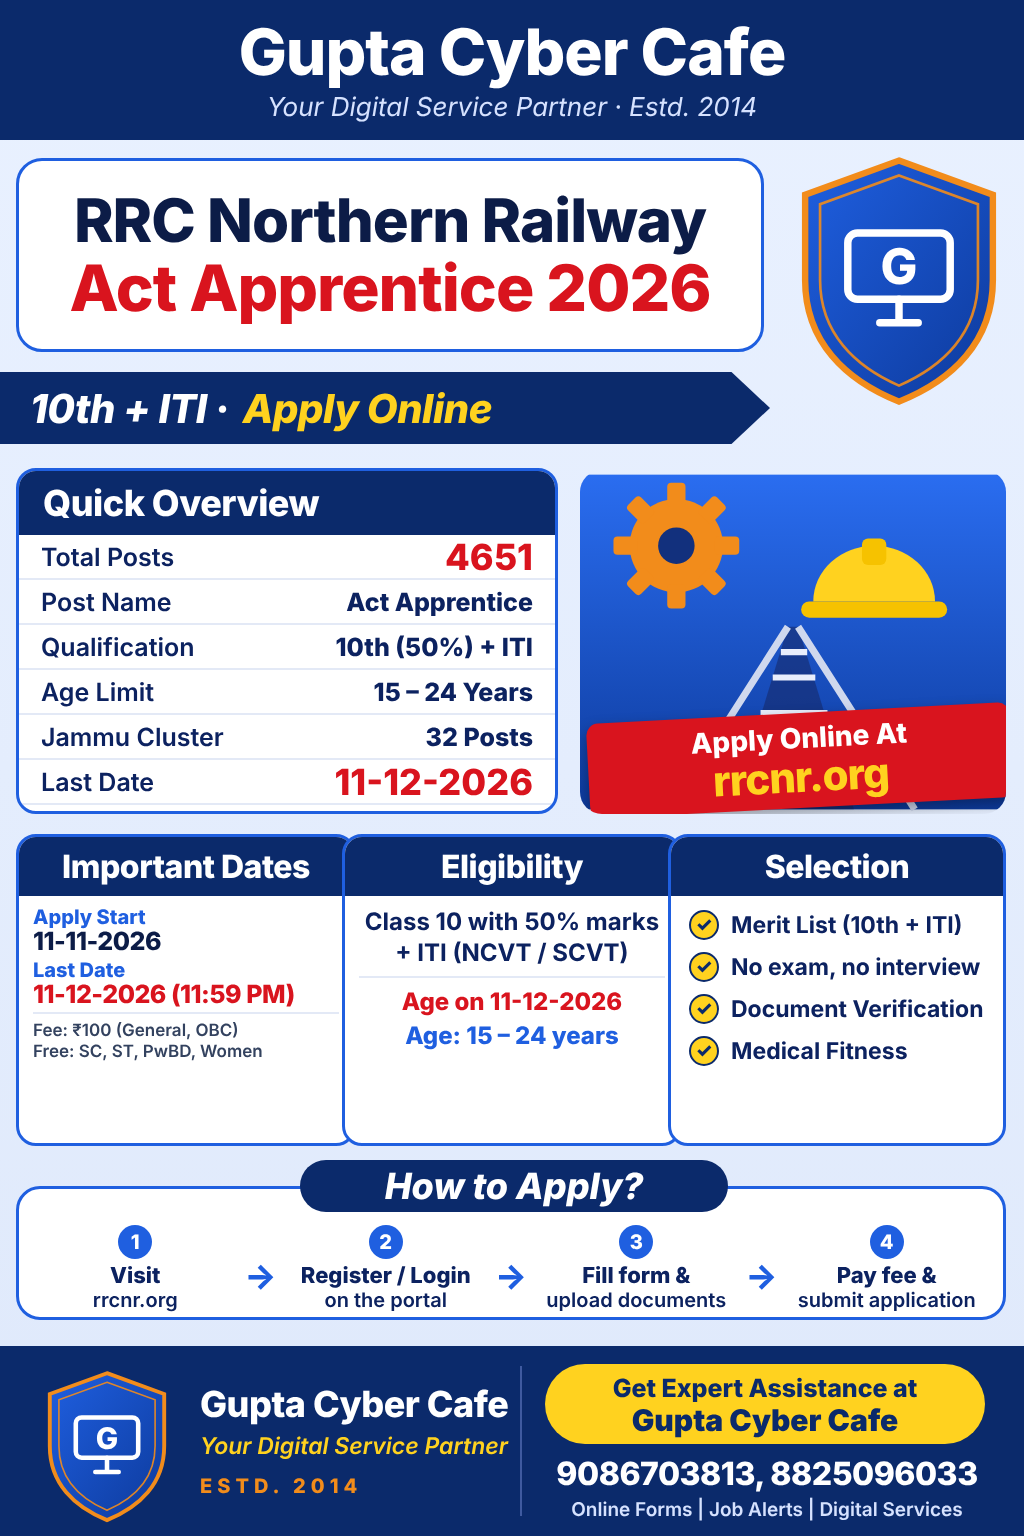 Gupta Cyber Cafe
Your Digital Service Partner · Estd. 2014
RRC Northern Railway
Act Apprentice 2026
G
10th + ITI · Apply Online
Quick Overview
Total Posts 4651
Post Name Act Apprentice
Qualification 10th (50%) + ITI
Age Limit 15 – 24 Years
Jammu Cluster 32 Posts
Last Date 11-12-2026
Apply Online At
rrcnr.org
Important Dates
Apply Start
11-11-2026
Last Date
11-12-2026 (11:59 PM)
Fee: ₹100 (General, OBC)
Free: SC, ST, PwBD, Women
Eligibility
Class 10 with 50% marks
+ ITI (NCVT / SCVT)
Age on 11-12-2026
Age: 15 – 24 years
Selection
Merit List (10th + ITI)
No exam, no interview
Document Verification
Medical Fitness
How to Apply?
1
Visit
rrcnr.org
→
2
Register / Login
on the portal
→
3
Fill form &
upload documents
→
4
Pay fee &
submit application
G
Gupta Cyber Cafe
Your Digital Service Partner
ESTD. 2014
Get Expert Assistance at
Gupta Cyber Cafe
9086703813, 8825096033
Online Forms | Job Alerts | Digital Services